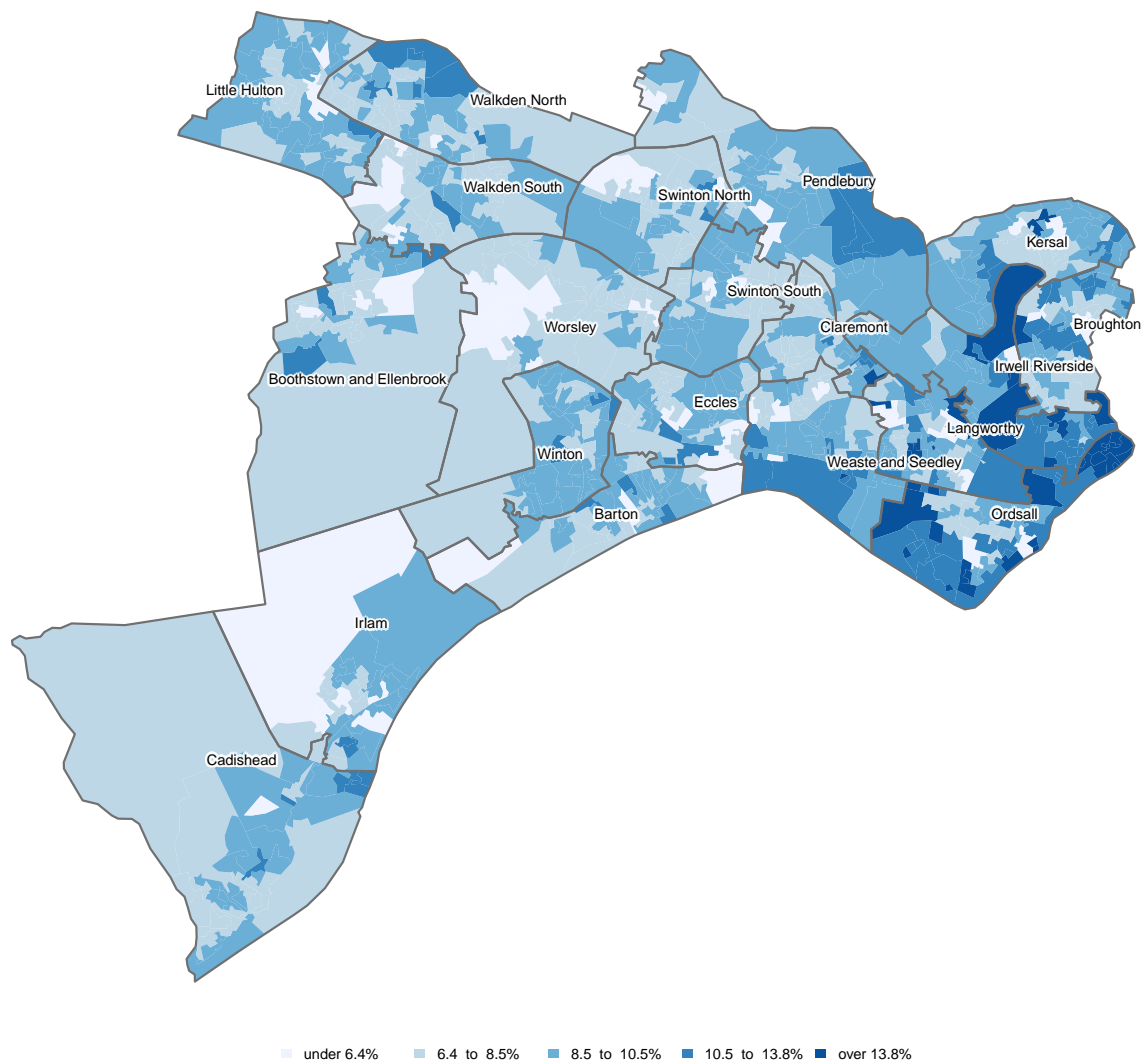 Little Hulton
Walkden North
Pendlebury
Walkden South
Swinton North
Kersal
Swinton South
Broughton
Worsley
Claremont
Irwell Riverside
Boothstown and Ellenbrook
Eccles
Langworthy
Winton
Weaste and Seedley
Barton
Ordsall
Irlam
Cadishead
under 6.4% 6.4 to 8.5% 8.5 to 10.5% 10.5 to 13.8% over 13.8%